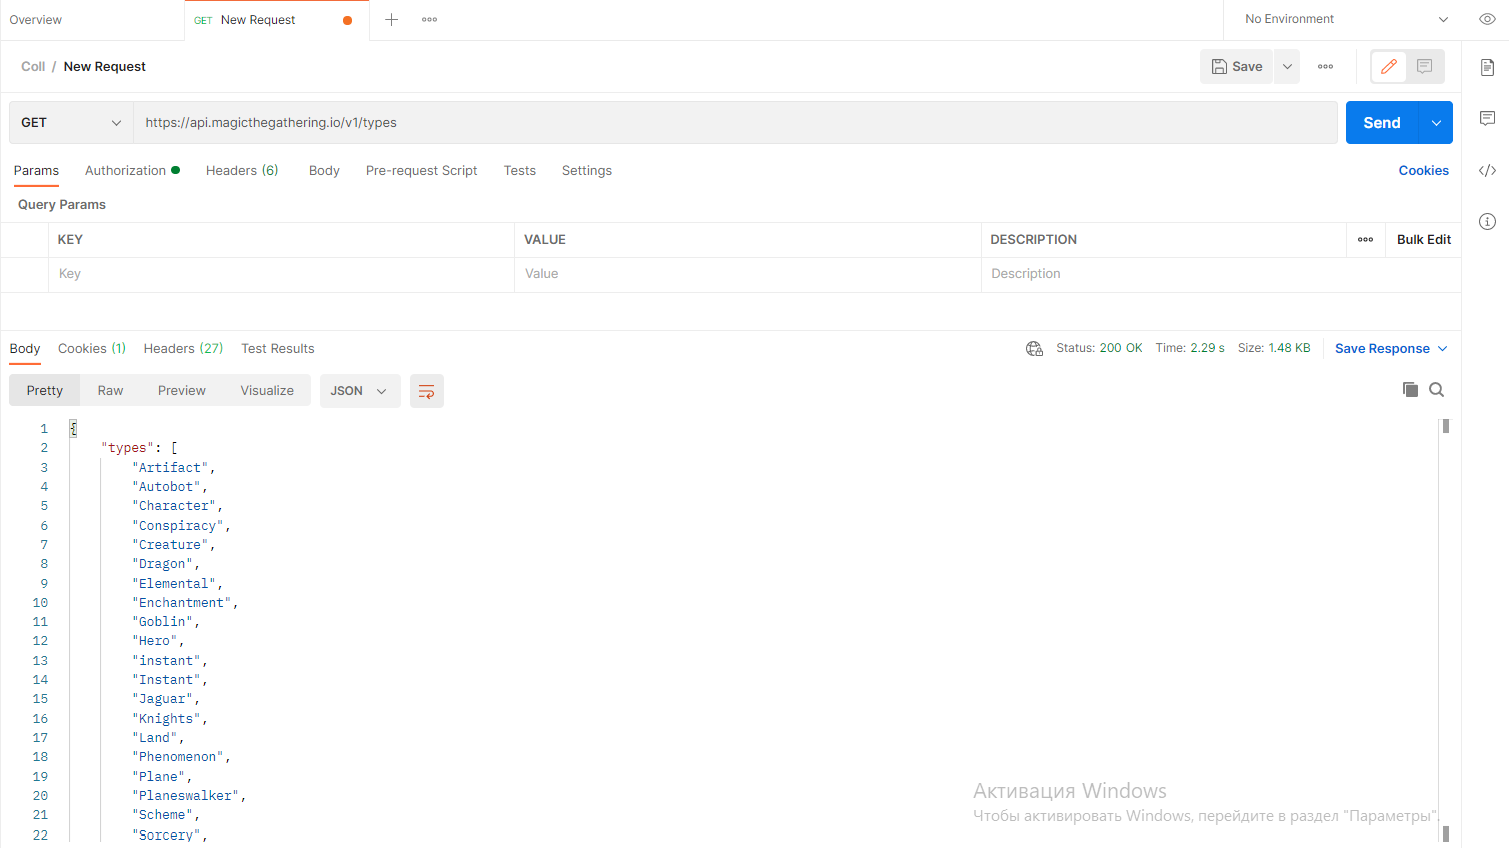 Overview
GET New Request
No Environment
Coll / New Request
Save
GET
https://api.magicthegathering.io/v1/types
Send
Params Authorization Headers (6) Body Pre-request Script Tests Settings
Cookies
Query Params
KEY VALUE DESCRIPTION
Bulk Edit
Key Value Description
Body Cookies (1) Headers (27) Test Results
Status: 200 OK Time: 2.29 s Size: 1.48 KB Save Response
Pretty Raw Preview Visualize JSON
1 {
2 "types": [
3 "Artifact",
4 "Autobot",
5 "Character",
6 "Conspiracy",
7 "Creature",
8 "Dragon",
9 "Elemental",
10 "Enchantment",
11 "Goblin",
12 "Hero",
13 "instant",
14 "Instant",
15 "Jaguar",
16 "Knights",
17 "Land",
18 "Phenomenon",
19 "Plane",
20 "Planeswalker",
21 "Scheme",
22 "Sorcery",
Активация Windows
Чтобы активировать Windows, перейдите в раздел "Параметры".